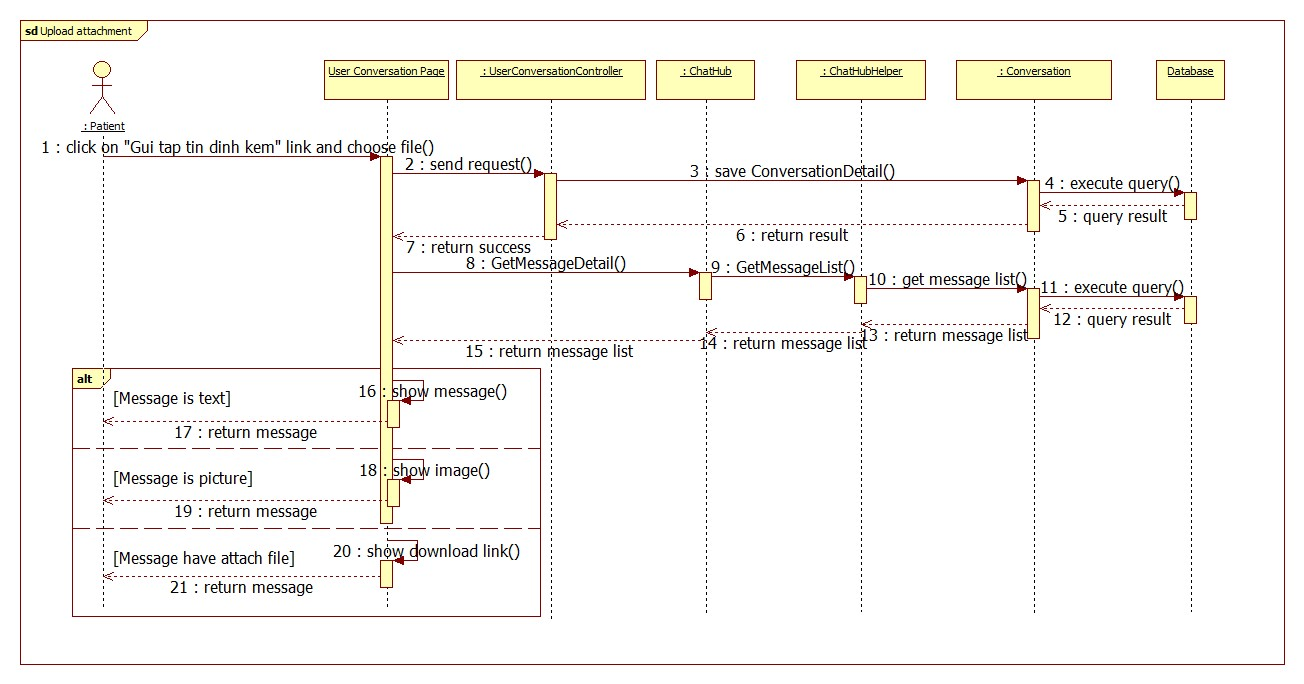 sd Upload attachment
User Conversation Page
: UserConversationController
: ChatHub
: ChatHubHelper
: Conversation
Database
: Patient
1 : click on "Gui tap tin dinh kem" link and choose file()
2 : send request()
3 : save ConversationDetail()
4 : execute query()
5 : query result
6 : return result
7 : return success
8 : GetMessageDetail()
9 : GetMessageList()
10 : get message list()
11 : execute query()
12 : query result
13 : return message list
14 : return message list
15 : return message list
alt
16 : show message()
[Message is text]
17 : return message
18 : show image()
[Message is picture]
19 : return message
20 : show download link()
[Message have attach file]
21 : return message